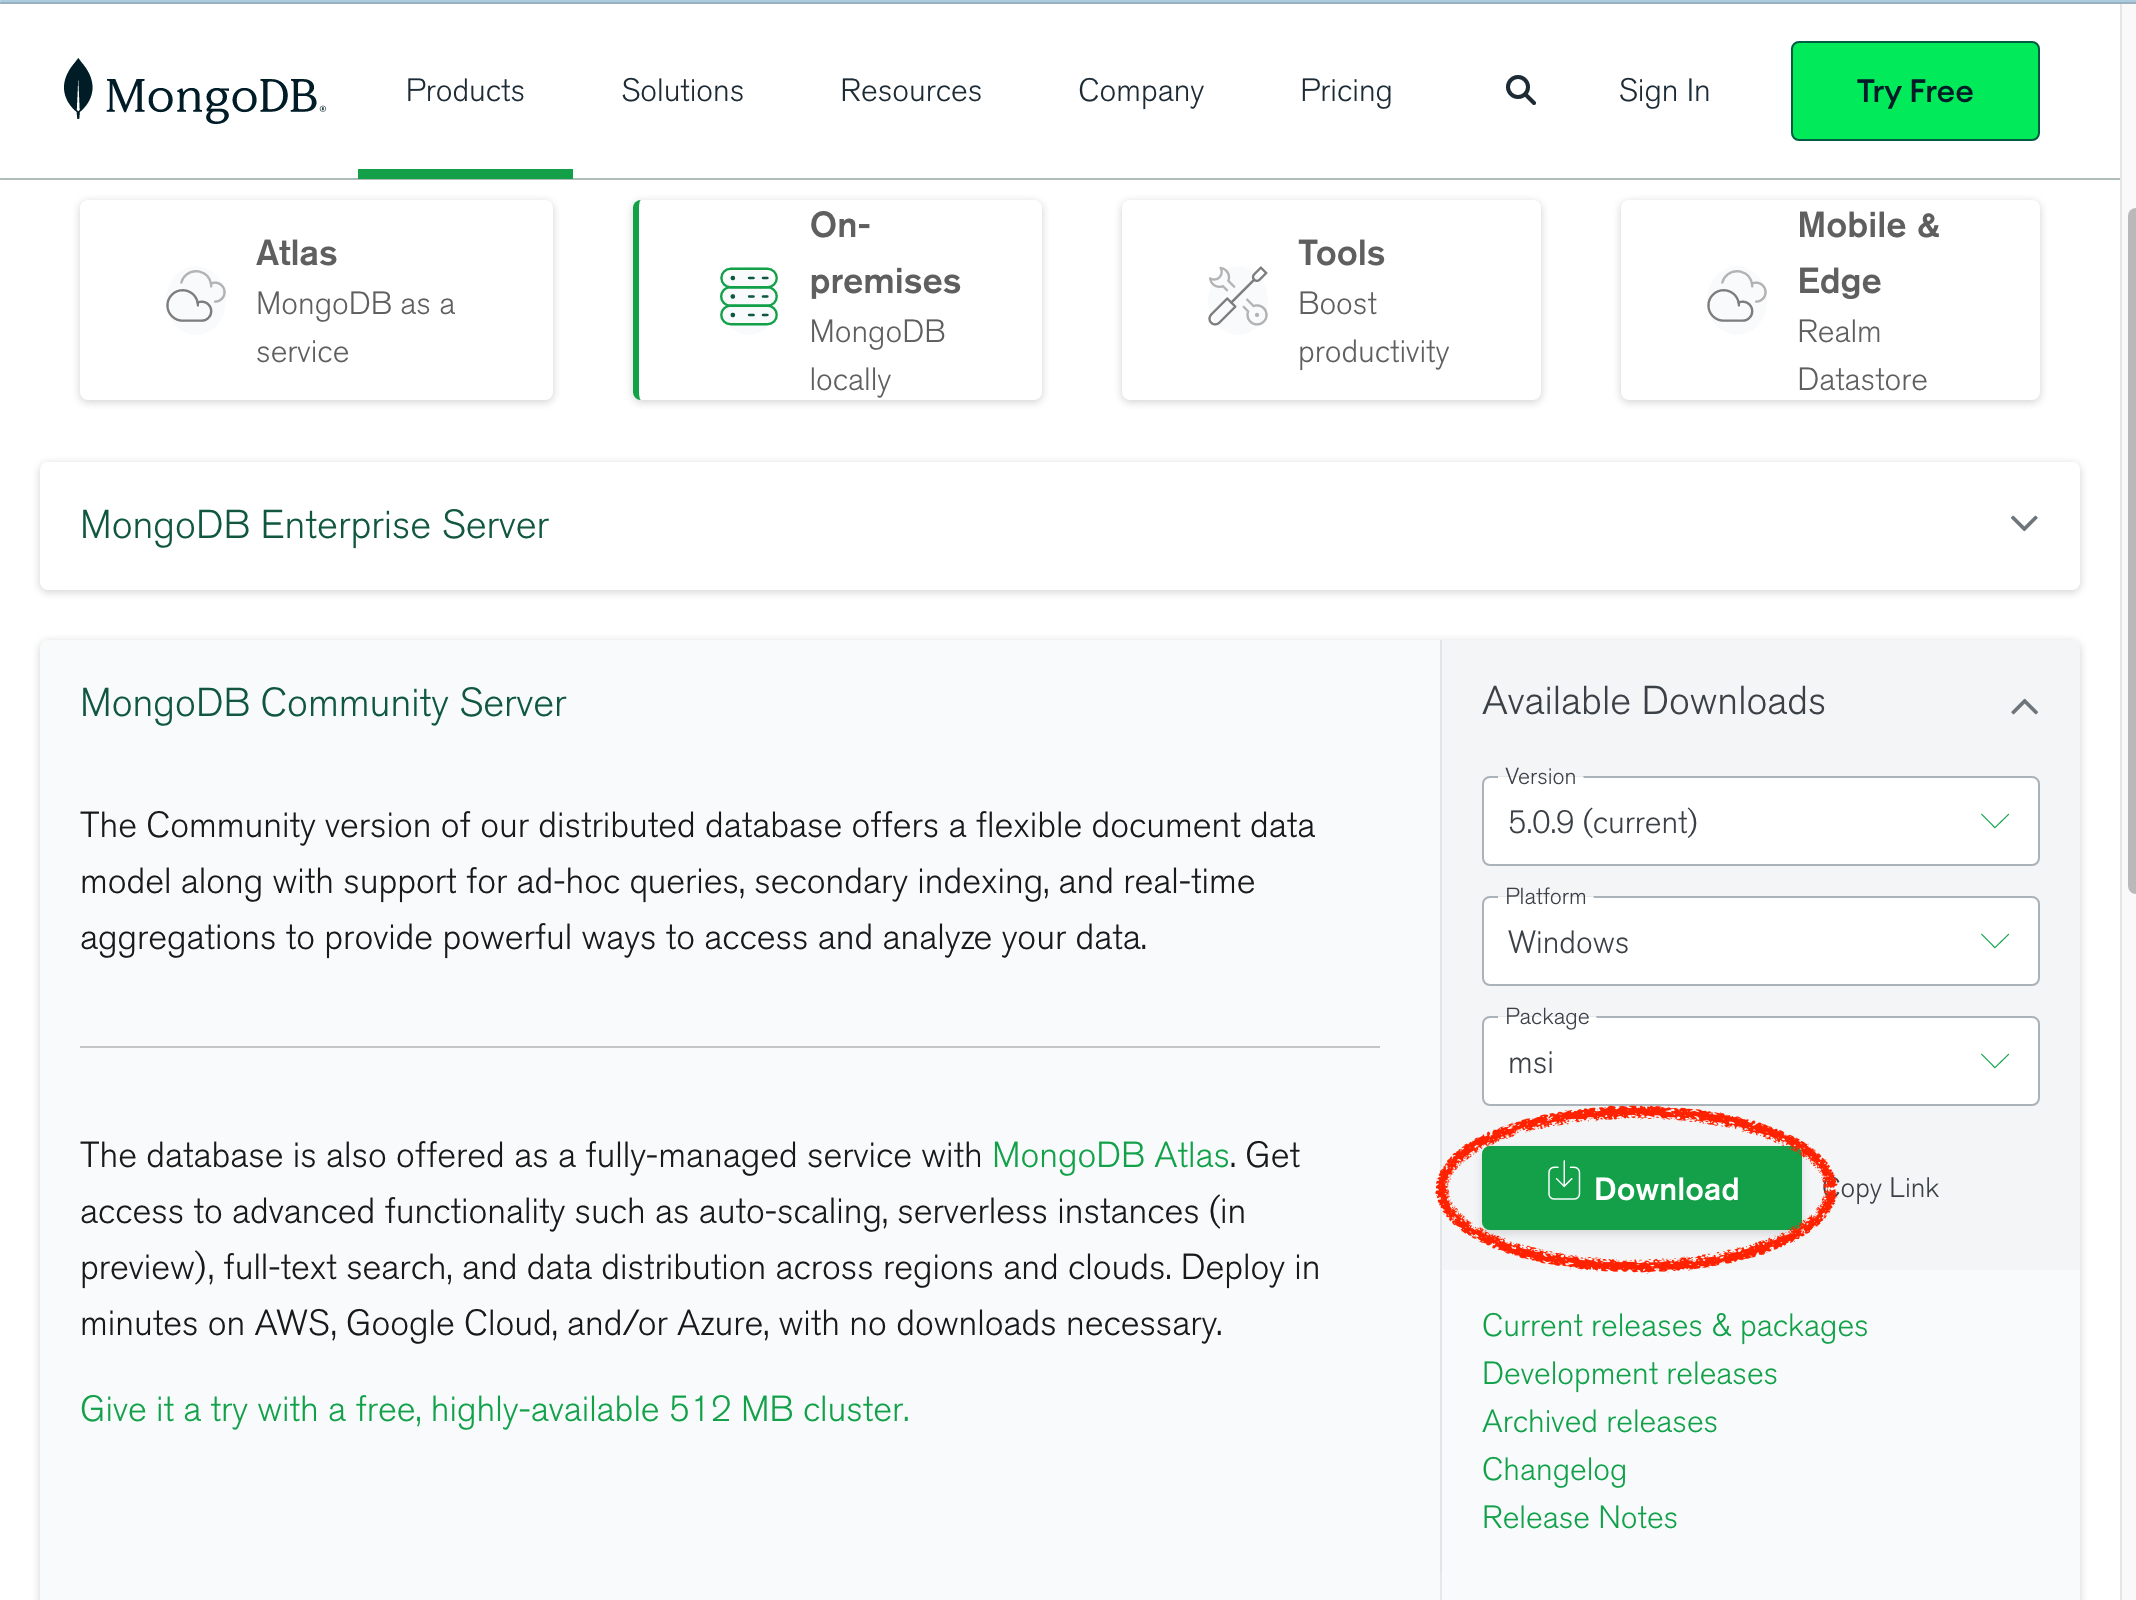 MongoDB®
Products
Solutions
Resources
Company
Pricing
Sign In
Try Free
Atlas
MongoDB as a
service
On-
premises
MongoDB
locally
Tools
Boost
productivity
Mobile &
Edge
Realm
Datastore
MongoDB Enterprise Server
MongoDB Community Server
The Community version of our distributed database offers a flexible document data
model along with support for ad-hoc queries, secondary indexing, and real-time
aggregations to provide powerful ways to access and analyze your data.
The database is also offered as a fully-managed service with MongoDB Atlas. Get
access to advanced functionality such as auto-scaling, serverless instances (in
preview), full-text search, and data distribution across regions and clouds. Deploy in
minutes on AWS, Google Cloud, and/or Azure, with no downloads necessary.
Give it a try with a free, highly-available 512 MB cluster.
Available Downloads
Version
5.0.9 (current)
Platform
Windows
Package
msi
Download
Copy Link
Current releases & packages
Development releases
Archived releases
Changelog
Release Notes